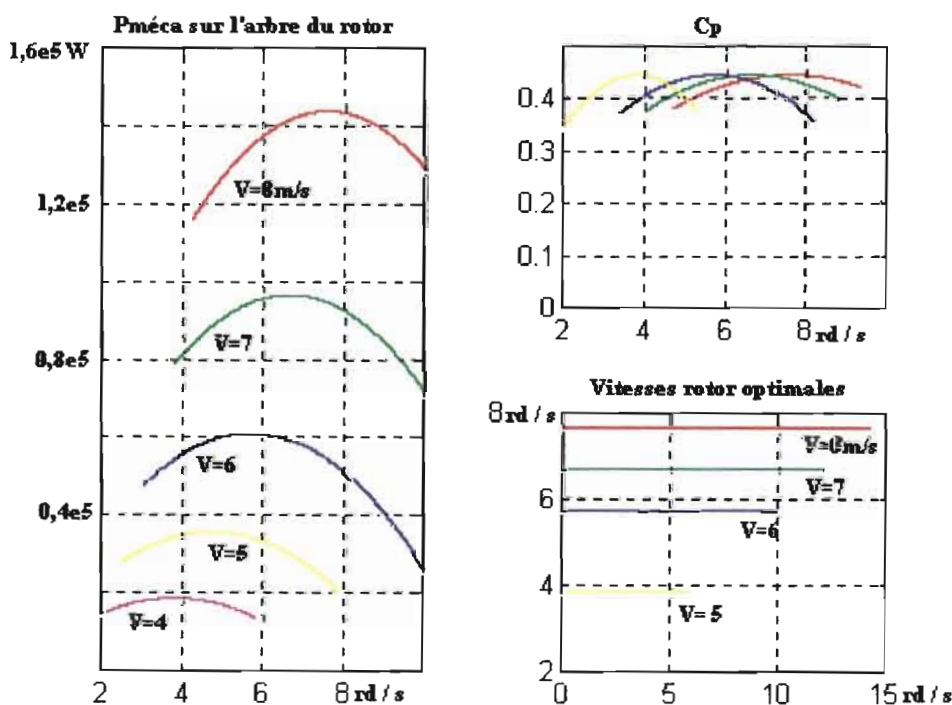 Pméca sur l'arbre du rotor
1,6e5 W
V=8m/s
1,2e5
V=7
0,8e5
V=6
0,4e5
V=5
V=4
2 4 6 8 rd / s
Cp
0.4
0.3
0.2
0.1
0
2 4 6 8 rd / s
Vitesses rotor optimales
8 rd / s
V=8m/s
V=7
6
V=6
4
V= 5
2
0 5 10 15 rd / s